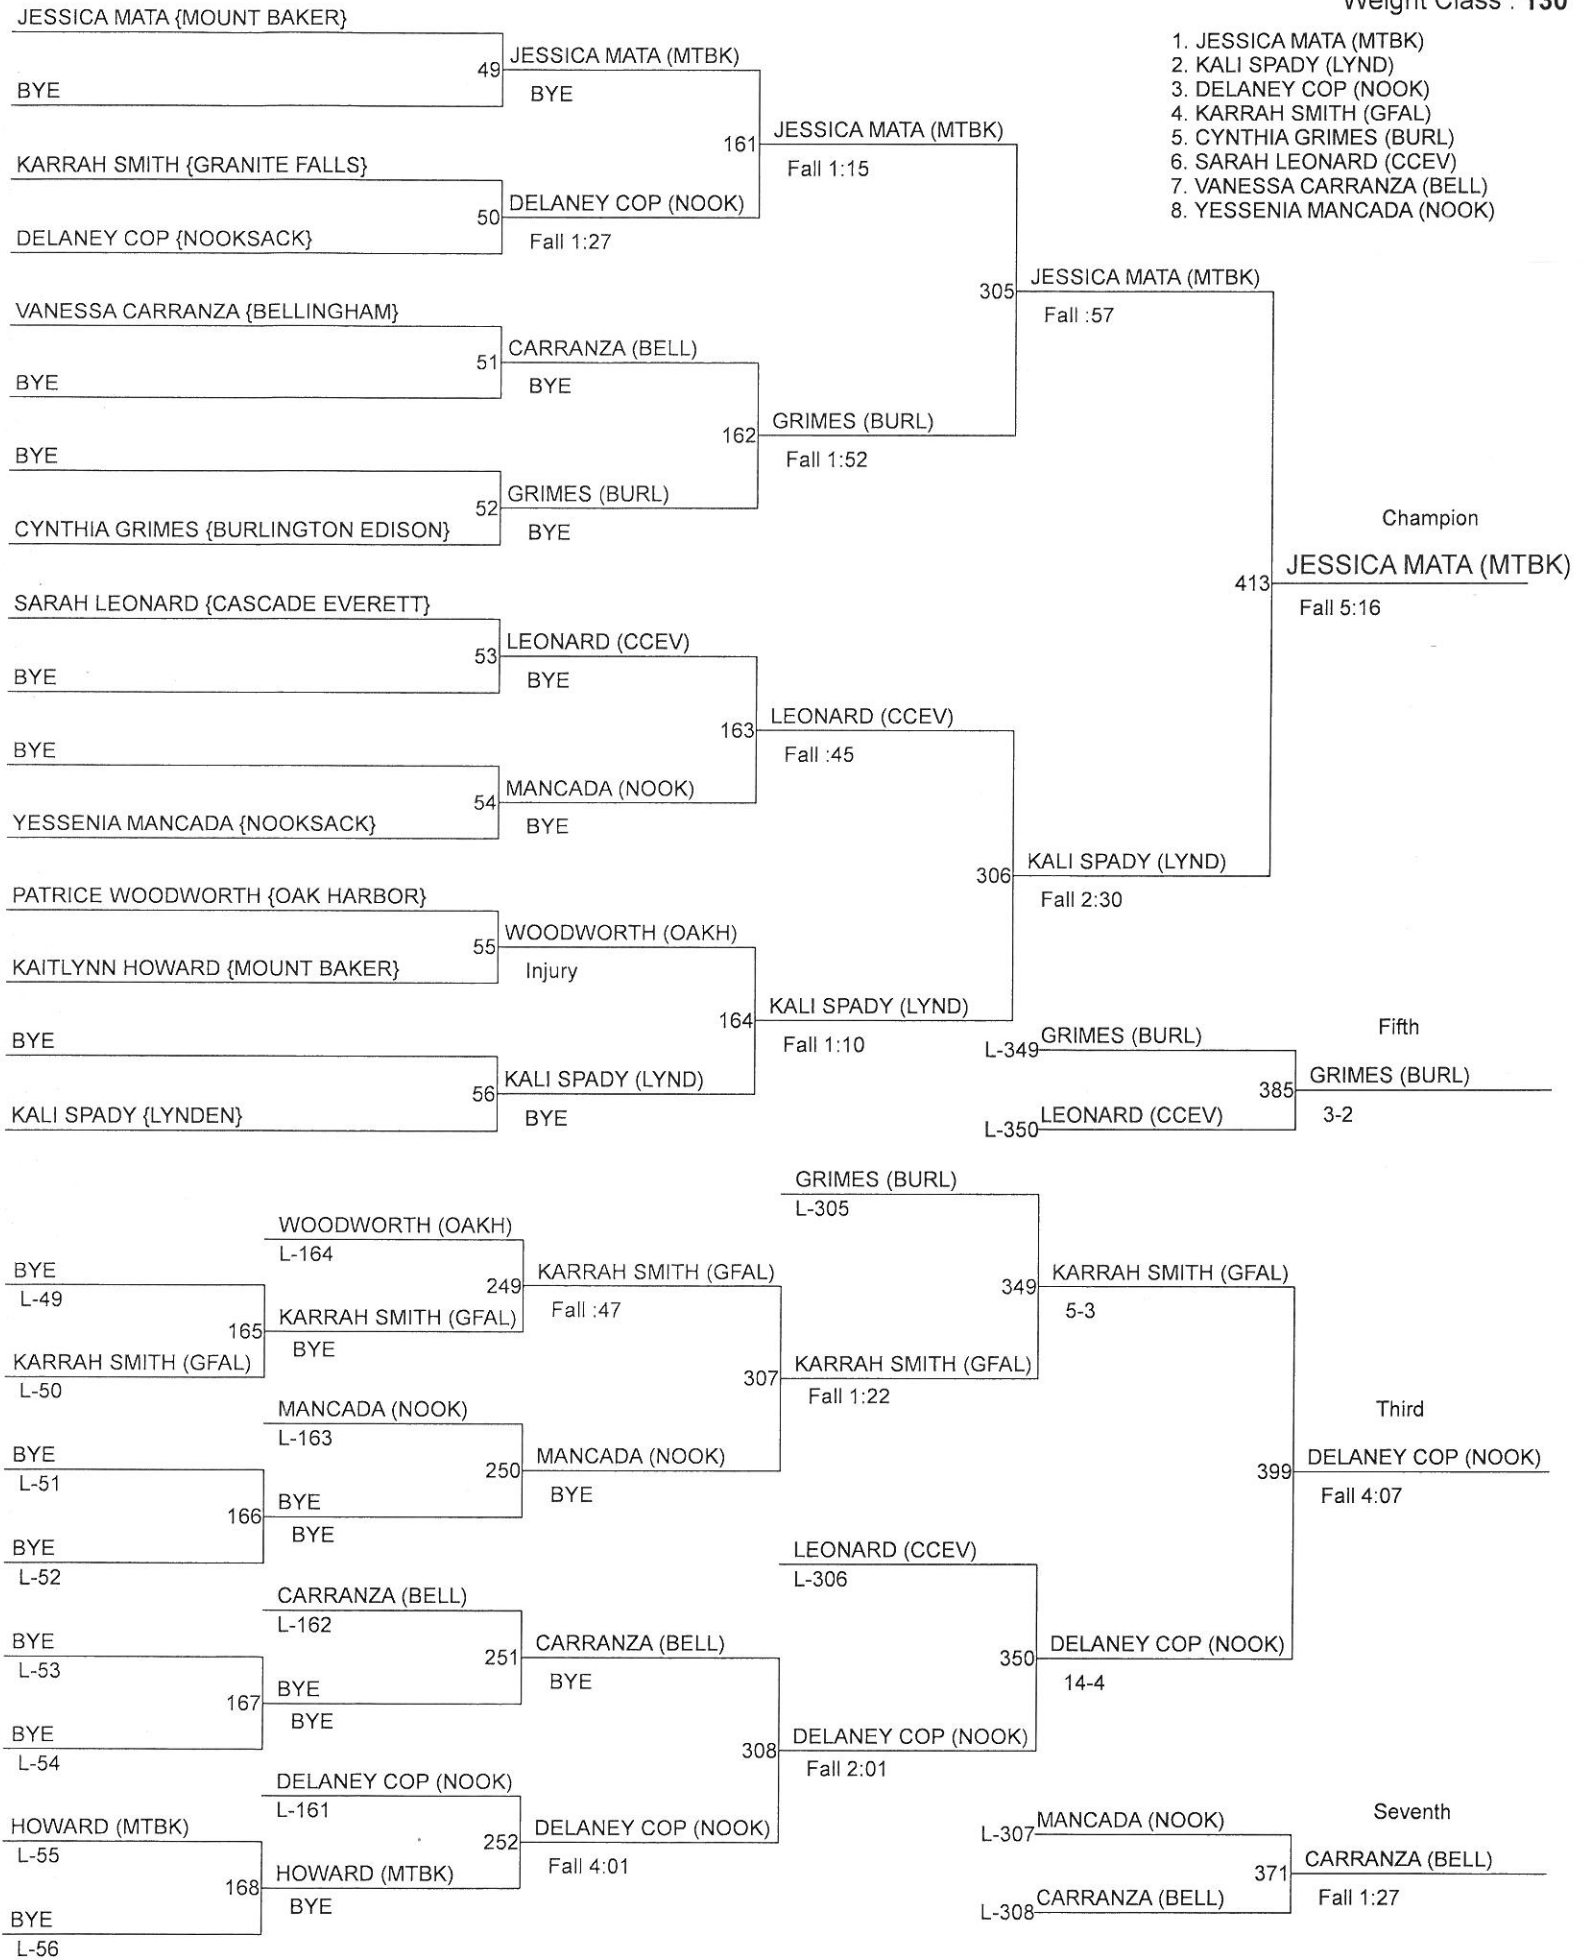 Weight Class : 130
1. JESSICA MATA (MTBK)
2. KALI SPADY (LYND)
3. DELANEY COP (NOOK)
4. KARRAH SMITH (GFAL)
5. CYNTHIA GRIMES (BURL)
6. SARAH LEONARD (CCEV)
7. VANESSA CARRANZA (BELL)
8. YESSENIA MANCADA (NOOK)
JESSICA MATA {MOUNT BAKER}
BYE
KARRAH SMITH {GRANITE FALLS}
DELANEY COP {NOOKSACK}
VANESSA CARRANZA {BELLINGHAM}
BYE
BYE
CYNTHIA GRIMES {BURLINGTON EDISON}
SARAH LEONARD {CASCADE EVERETT}
BYE
BYE
YESSENIA MANCADA {NOOKSACK}
PATRICE WOODWORTH {OAK HARBOR}
KAITLYNN HOWARD {MOUNT BAKER}
BYE
KALI SPADY {LYNDEN}
49 JESSICA MATA (MTBK)
BYE
50 DELANEY COP (NOOK)
Fall 1:27
51 CARRANZA (BELL)
BYE
52 GRIMES (BURL)
BYE
53 LEONARD (CCEV)
BYE
54 MANCADA (NOOK)
BYE
55 WOODWORTH (OAKH)
Injury
56 KALI SPADY (LYND)
BYE
161 JESSICA MATA (MTBK)
Fall 1:15
162 GRIMES (BURL)
Fall 1:52
163 LEONARD (CCEV)
Fall :45
164 KALI SPADY (LYND)
Fall 1:10
305 JESSICA MATA (MTBK)
Fall :57
306 KALI SPADY (LYND)
Fall 2:30
Champion
413 JESSICA MATA (MTBK)
Fall 5:16
Fifth
L-349 GRIMES (BURL)
L-350 LEONARD (CCEV)
385 GRIMES (BURL)
3-2
BYE
L-49
KARRAH SMITH (GFAL)
L-50
BYE
L-51
BYE
L-52
BYE
L-53
BYE
L-54
HOWARD (MTBK)
L-55
BYE
L-56
WOODWORTH (OAKH)
L-164
165 KARRAH SMITH (GFAL)
BYE
MANCADA (NOOK)
L-163
166 BYE
BYE
CARRANZA (BELL)
L-162
167 BYE
BYE
DELANEY COP (NOOK)
L-161
168 HOWARD (MTBK)
BYE
249 KARRAH SMITH (GFAL)
Fall :47
250 MANCADA (NOOK)
BYE
251 CARRANZA (BELL)
BYE
252 DELANEY COP (NOOK)
Fall 4:01
GRIMES (BURL)
L-305
307 KARRAH SMITH (GFAL)
Fall 1:22
LEONARD (CCEV)
L-306
308 DELANEY COP (NOOK)
Fall 2:01
349 KARRAH SMITH (GFAL)
5-3
350 DELANEY COP (NOOK)
14-4
Third
399 DELANEY COP (NOOK)
Fall 4:07
Seventh
L-307 MANCADA (NOOK)
L-308 CARRANZA (BELL)
371 CARRANZA (BELL)
Fall 1:27